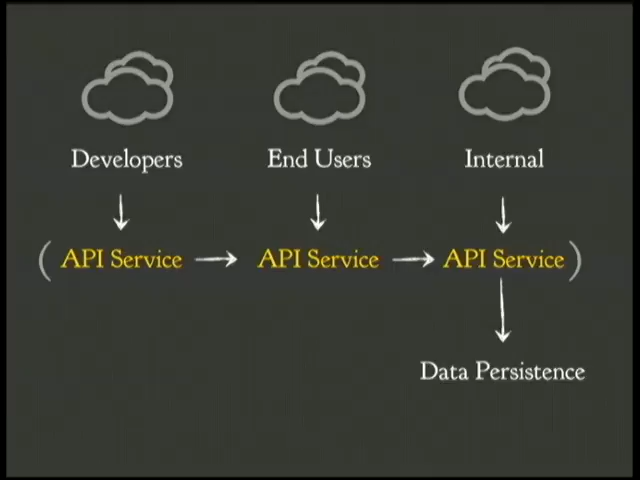 Developers End Users Internal
( API Service → API Service → API Service )
Data Persistence